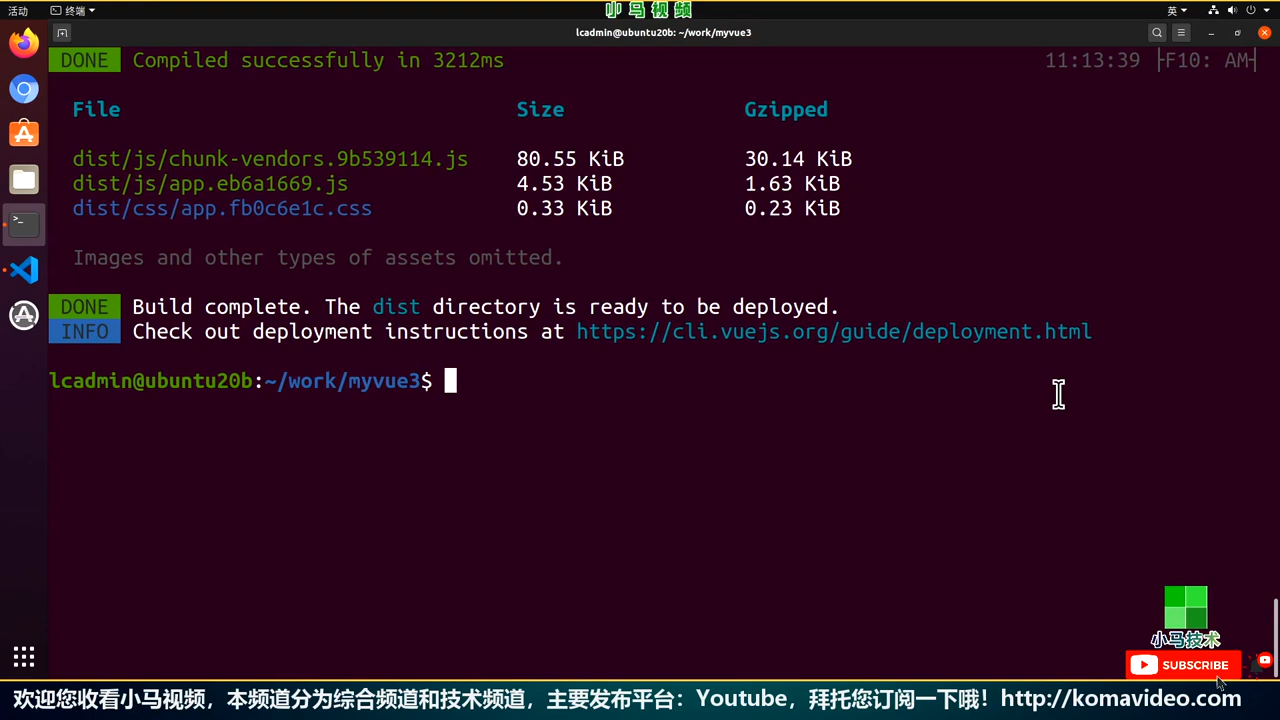 活动 终端 小马视频 英
lcadmin@ubuntu20b: ~/work/myvue3
DONE Compiled successfully in 3212ms 11:13:39 ├F10: AM┤
File Size Gzipped
dist/js/chunk-vendors.9b539114.js 80.55 KiB 30.14 KiB
dist/js/app.eb6a1669.js 4.53 KiB 1.63 KiB
dist/css/app.fb0c6e1c.css 0.33 KiB 0.23 KiB
Images and other types of assets omitted.
DONE Build complete. The dist directory is ready to be deployed.
INFO Check out deployment instructions at https://cli.vuejs.org/guide/deployment.html
lcadmin@ubuntu20b:~/work/myvue3$
小马技术
SUBSCRIBE
欢迎您收看小马视频，本频道分为综合频道和技术频道，主要发布平台：Youtube，拜托您订阅一下哦！http://komavideo.com